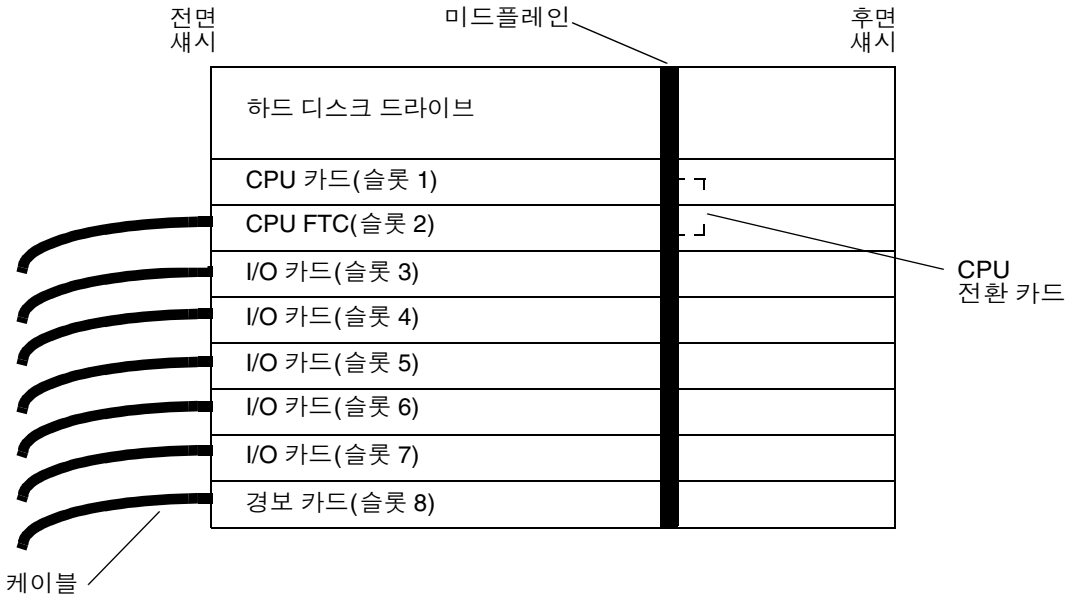 전면
섀시
미드플레인
후면
섀시
하드 디스크 드라이브
CPU 카드(슬롯 1)
CPU FTC(슬롯 2)
I/O 카드(슬롯 3)
I/O 카드(슬롯 4)
I/O 카드(슬롯 5)
I/O 카드(슬롯 6)
I/O 카드(슬롯 7)
경보 카드(슬롯 8)
CPU
전환 카드
케이블